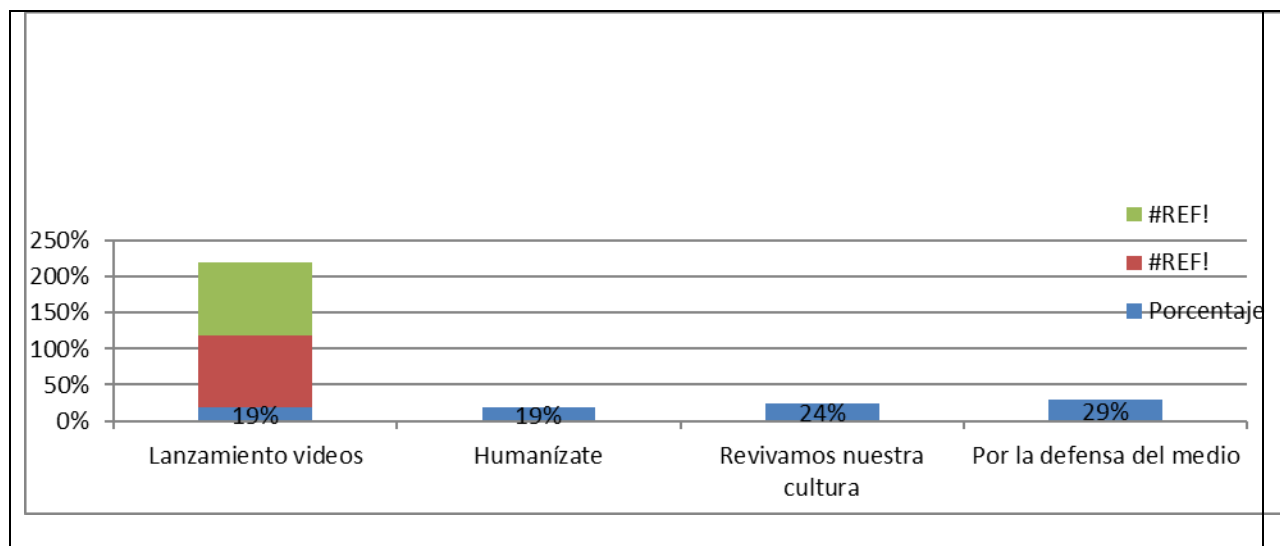 #REF!
#REF!
Porcentaje
250%
200%
150%
100%
50%
0%
19%
19%
24%
29%
Lanzamiento videos
Humanízate
Revivamos nuestra
cultura
Por la defensa del medio